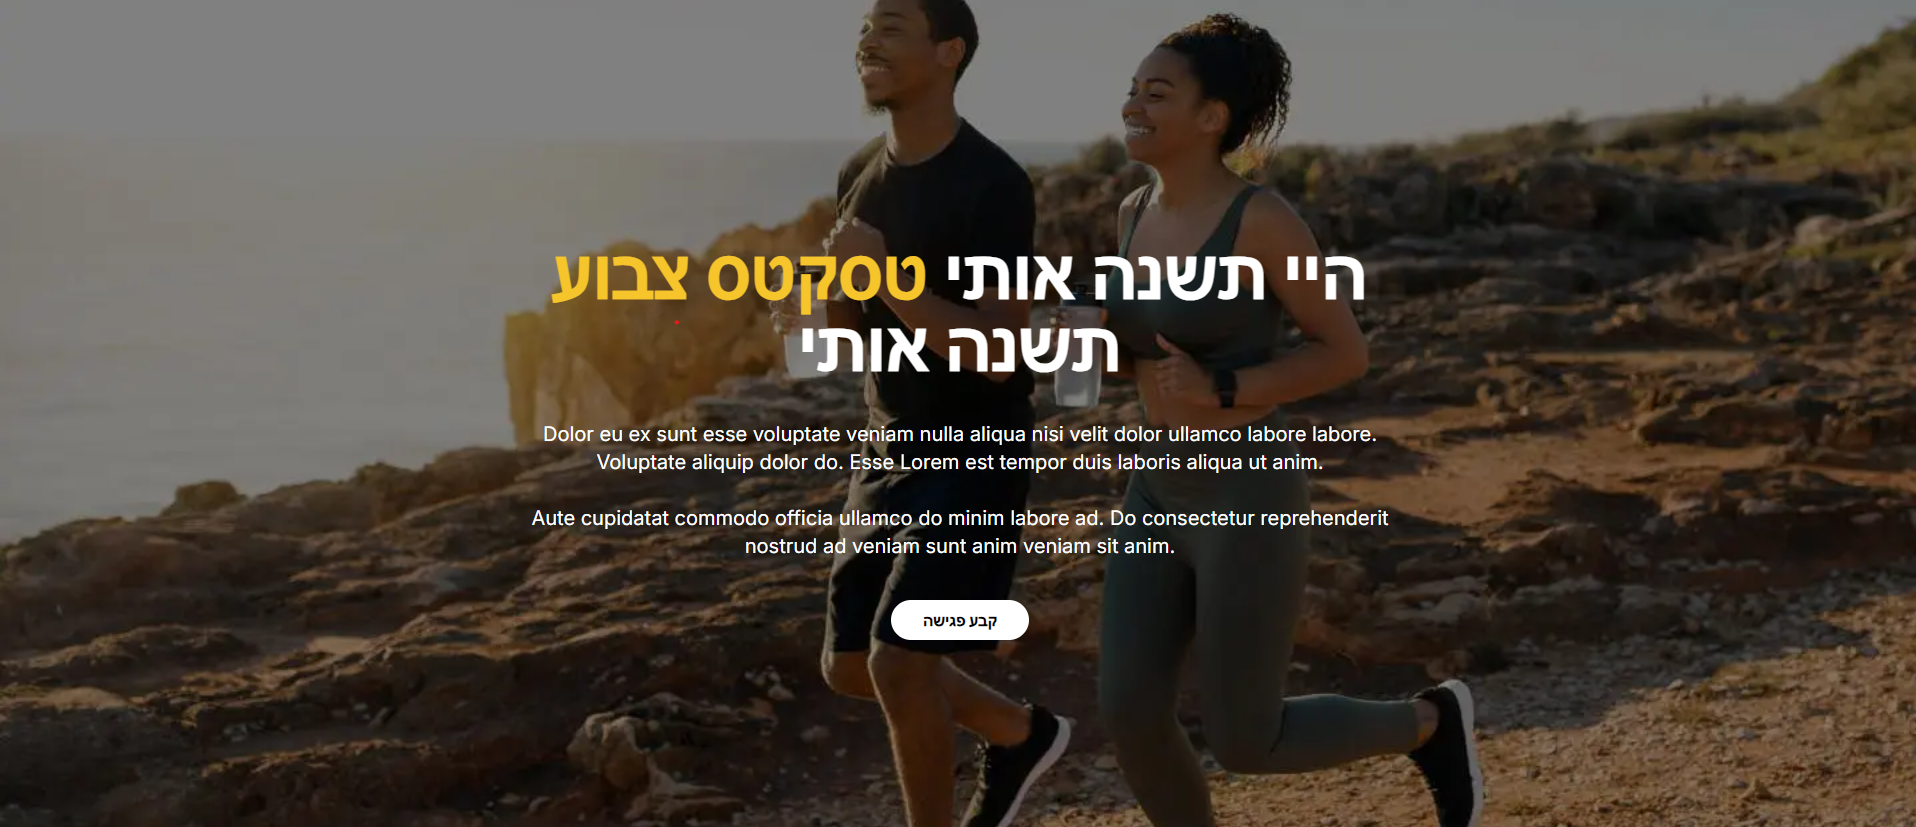 היי תשנה אותי טסקטס צבוע
תשנה אותי
Dolor eu ex sunt esse voluptate veniam nulla aliqua nisi velit dolor ullamco labore labore.
Voluptate aliquip dolor do. Esse Lorem est tempor duis laboris aliqua ut anim.
Aute cupidatat commodo officia ullamco do minim labore ad. Do consectetur reprehenderit
nostrud ad veniam sunt anim veniam sit anim.
קבע פגישה